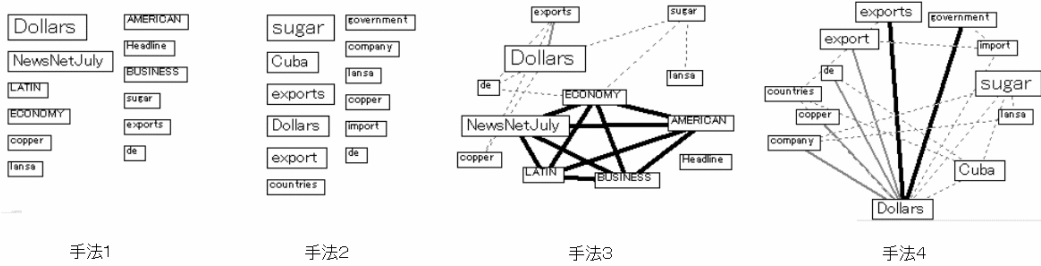 Dollars
NewsNetJuly
LATIN
ECONOMY
copper
lansa
AMERICAN
Headline
BUSINESS
sugar
exports
de
手法1
sugar
Cuba
exports
Dollars
export
countries
government
company
lansa
copper
import
de
手法2
exports
sugar
Dollars
de
lansa
ECONOMY
NewsNetJuly
AMERICAN
copper
Headline
LATIN
BUSINESS
手法3
exports
government
export
import
de
sugar
countries
copper
lansa
company
Cuba
Dollars
手法4